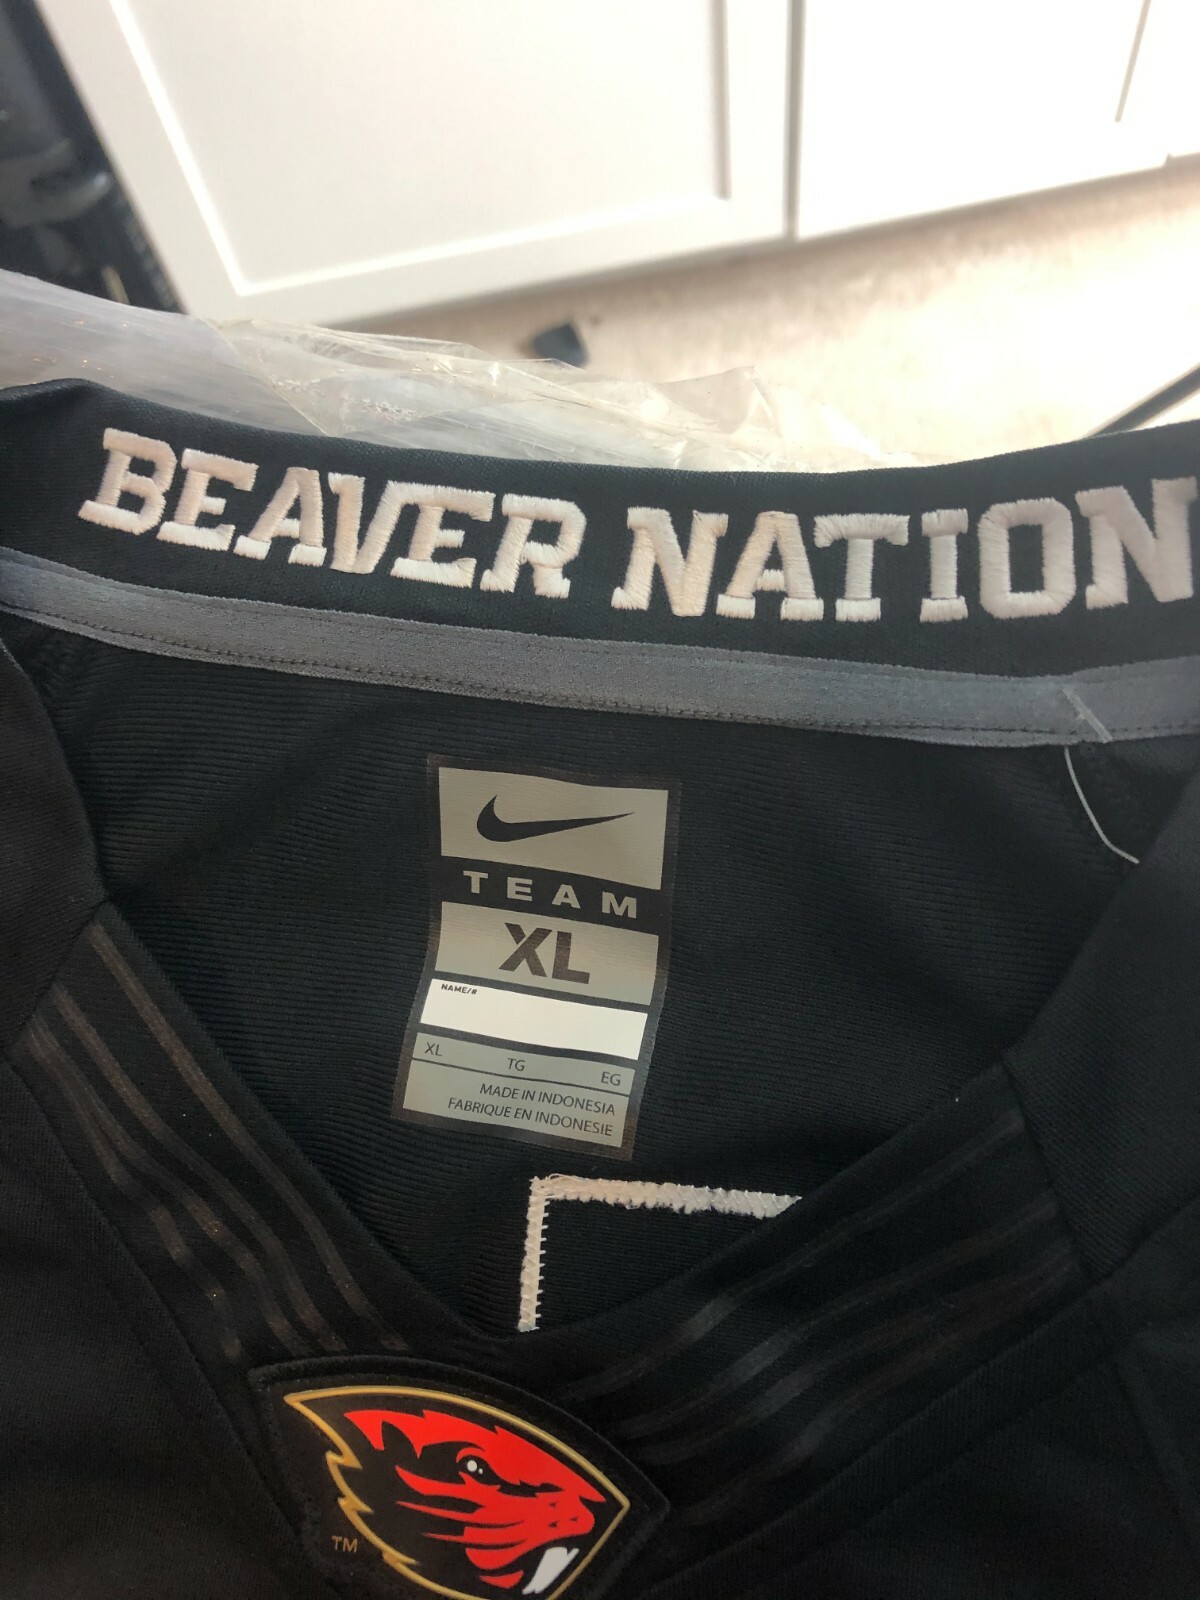 BEAVER NATION
TEAM
XL
NAME/#
XL TG EG
MADE IN INDONESIA
FABRIQUE EN INDONESIE
TM